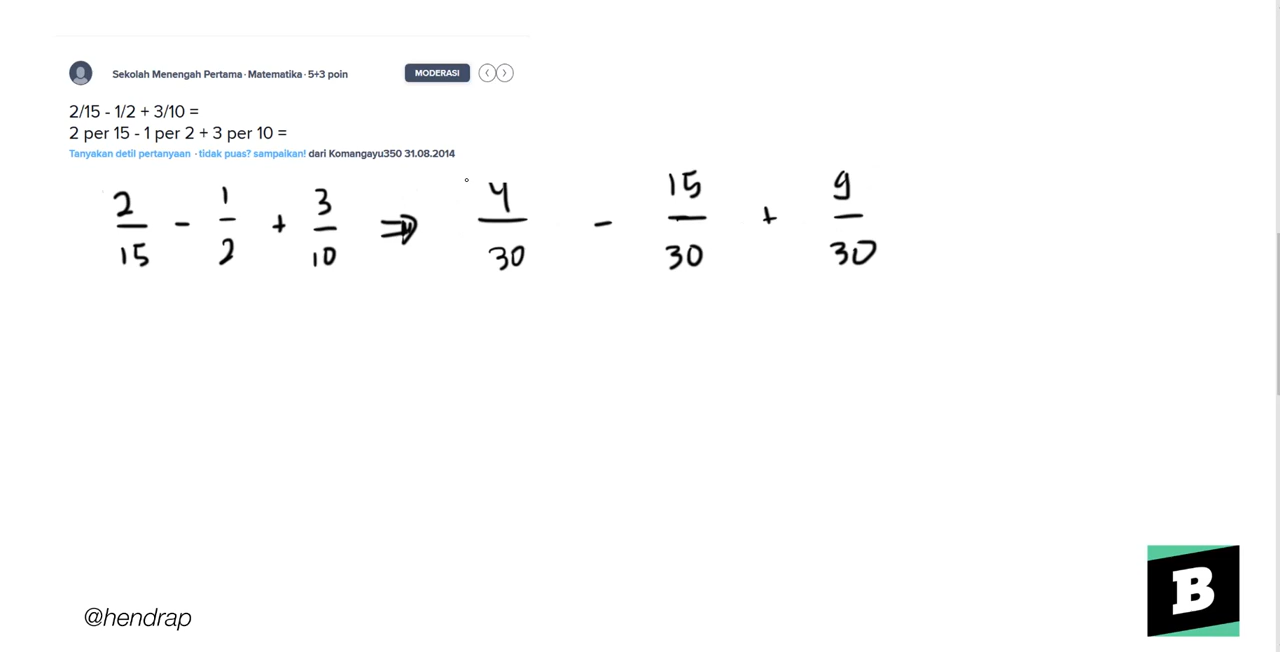 Sekolah Menengah Pertama · Matematika · 5+3 poin
MODERASI
2/15 - 1/2 + 3/10 =
2 per 15 - 1 per 2 + 3 per 10 =
Tanyakan detil pertanyaan · tidak puas? sampaikan! dari Komangayu350 31.08.2014
2/15 - 1/2 + 3/10 ⇒ 4/30 - 15/30 + 9/30
@hendrap
B